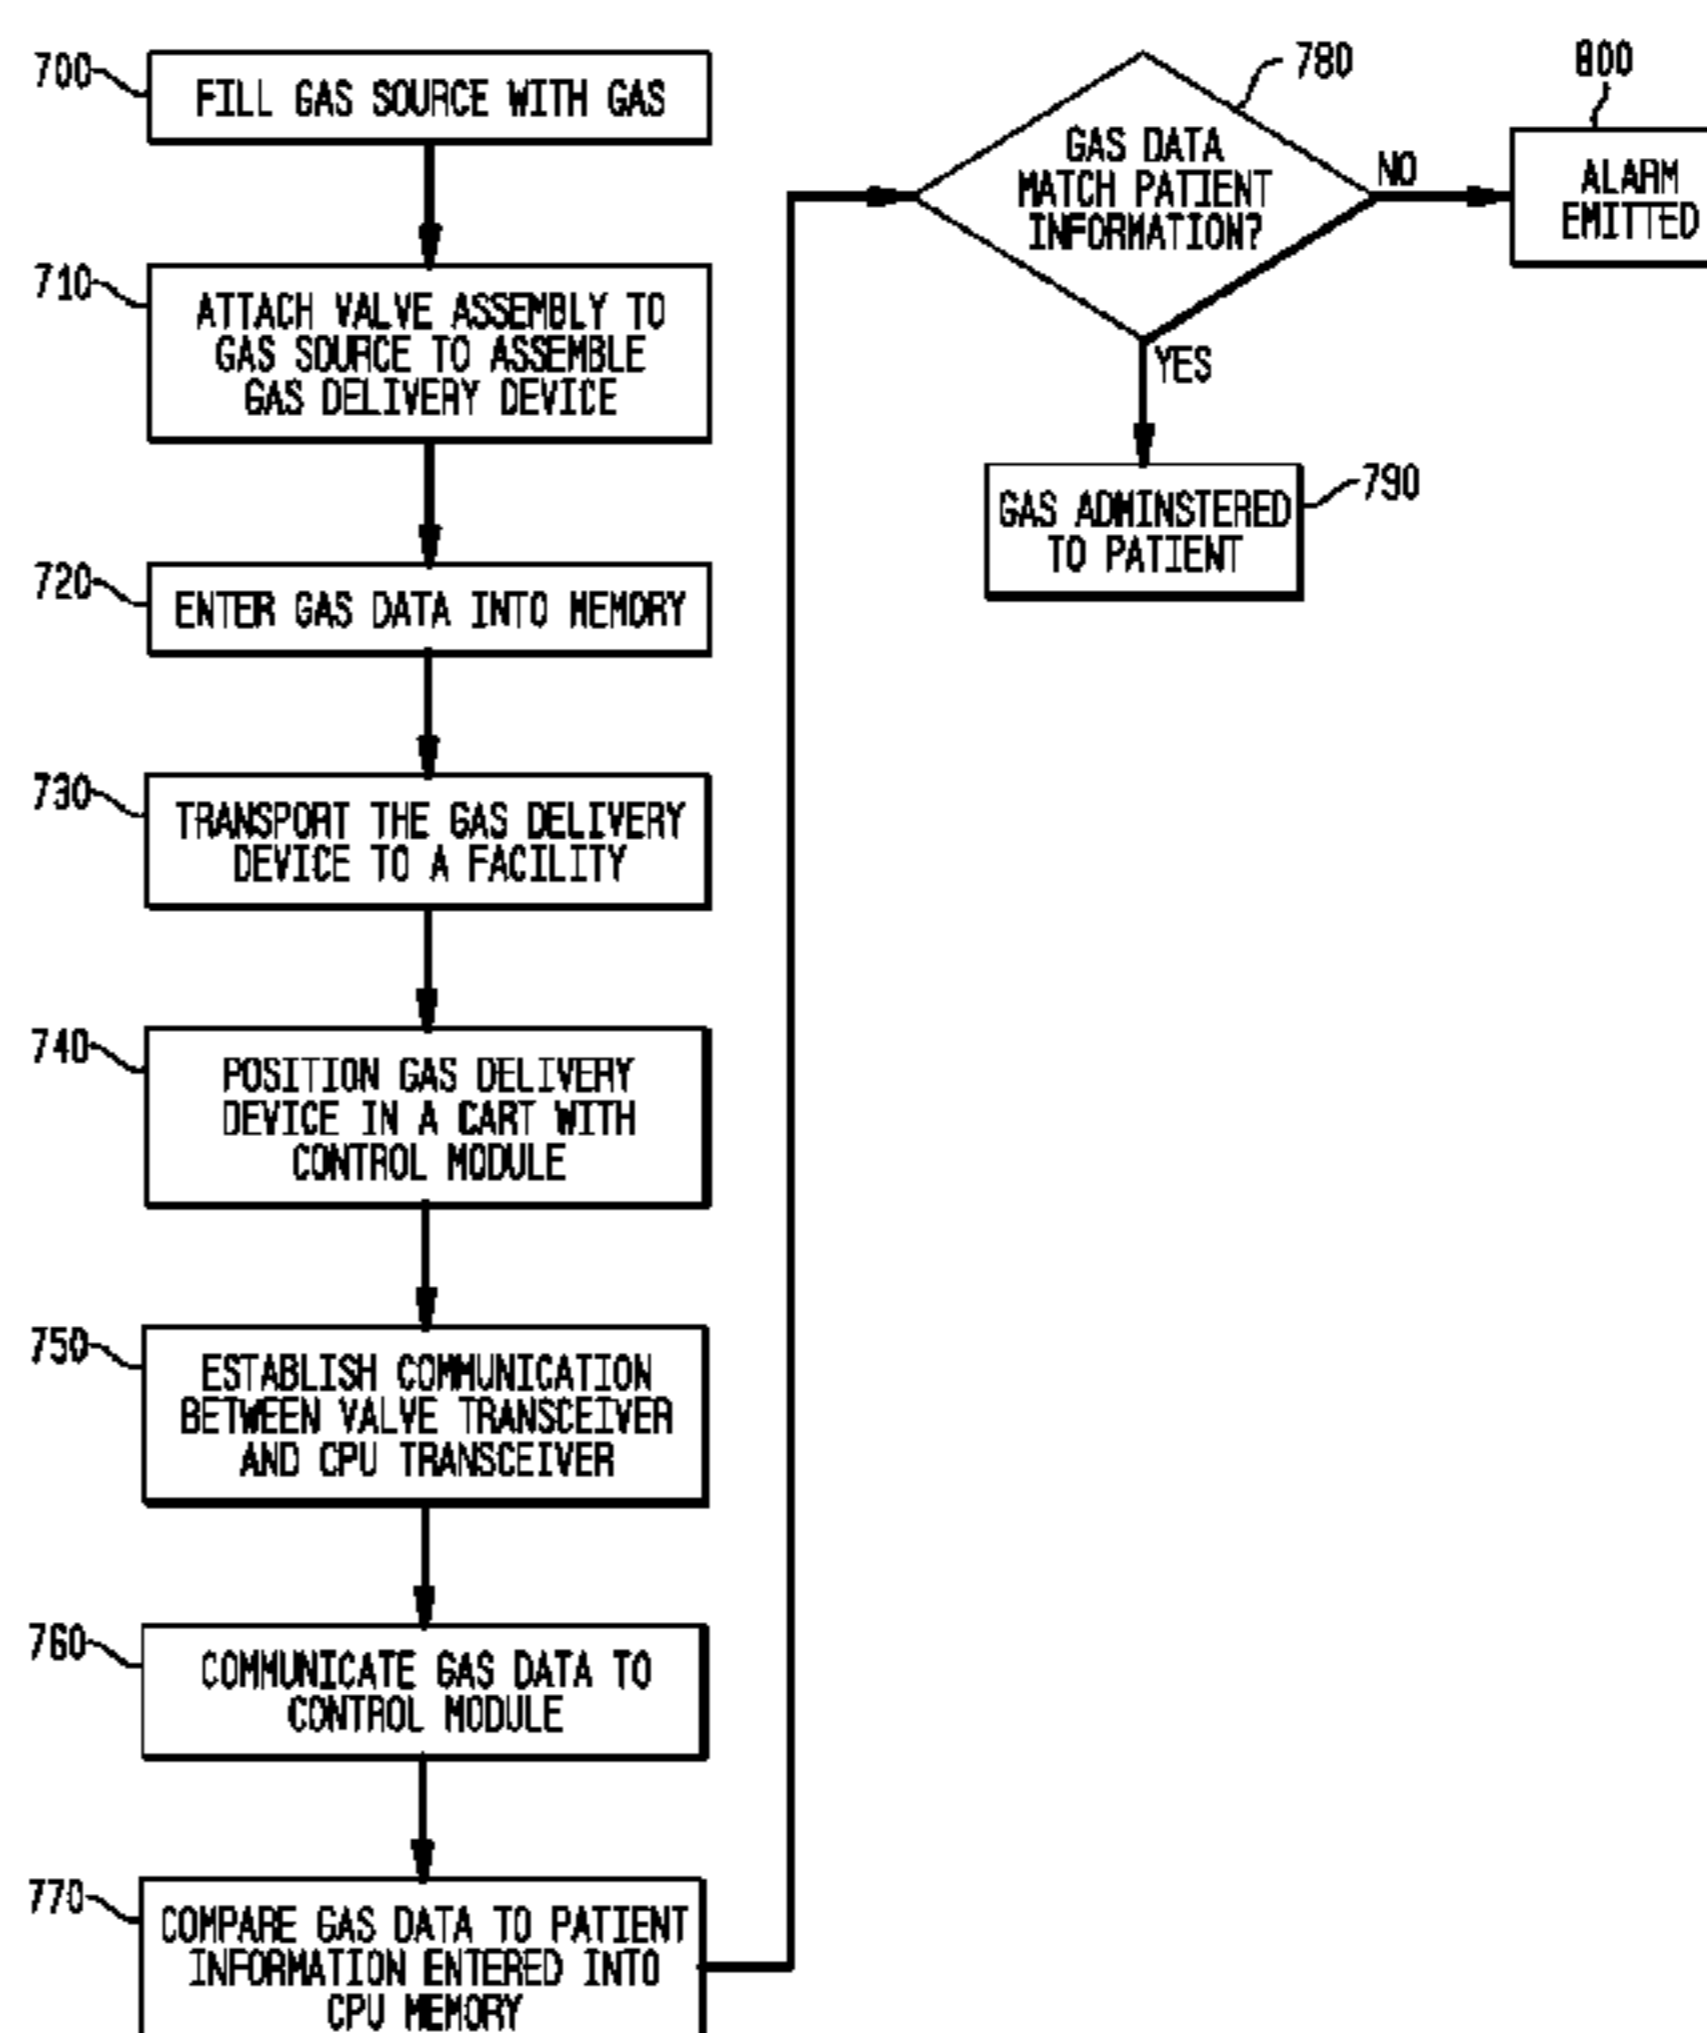 700
FILL GAS SOURCE WITH GAS
710
ATTACH VALVE ASSEMBLY TO
GAS SOURCE TO ASSEMBLE
GAS DELIVERY DEVICE
720
ENTER GAS DATA INTO MEMORY
730
TRANSPORT THE GAS DELIVERY
DEVICE TO A FACILITY
740
POSITION GAS DELIVERY
DEVICE IN A CART WITH
CONTROL MODULE
750
ESTABLISH COMMUNICATION
BETWEEN VALVE TRANSCEIVER
AND CPU TRANSCEIVER
760
COMMUNICATE GAS DATA TO
CONTROL MODULE
770
COMPARE GAS DATA TO PATIENT
INFORMATION ENTERED INTO
CPU MEMORY
780
GAS DATA
MATCH PATIENT
INFORMATION?
NO
YES
800
ALARM
EMITTED
790
GAS ADMINSTERED
TO PATIENT